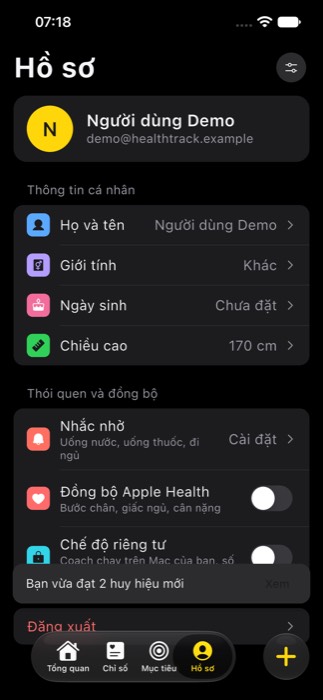 07:18
Hồ sơ
N
Người dùng Demo
demo@healthtrack.example
Thông tin cá nhân
Họ và tên Người dùng Demo
Giới tính Khác
Ngày sinh Chưa đặt
Chiều cao 170 cm
Thói quen và đồng bộ
Nhắc nhở
Uống nước, uống thuốc, đi
ngủ
Cài đặt
Đồng bộ Apple Health
Bước chân, giấc ngủ, cân nặng
Chế độ riêng tư
Coach chạy trên Mac của bạn, số
Bạn vừa đạt 2 huy hiệu mới Xem
Đăng xuất
Tổng quan Chỉ số Mục tiêu Hồ sơ